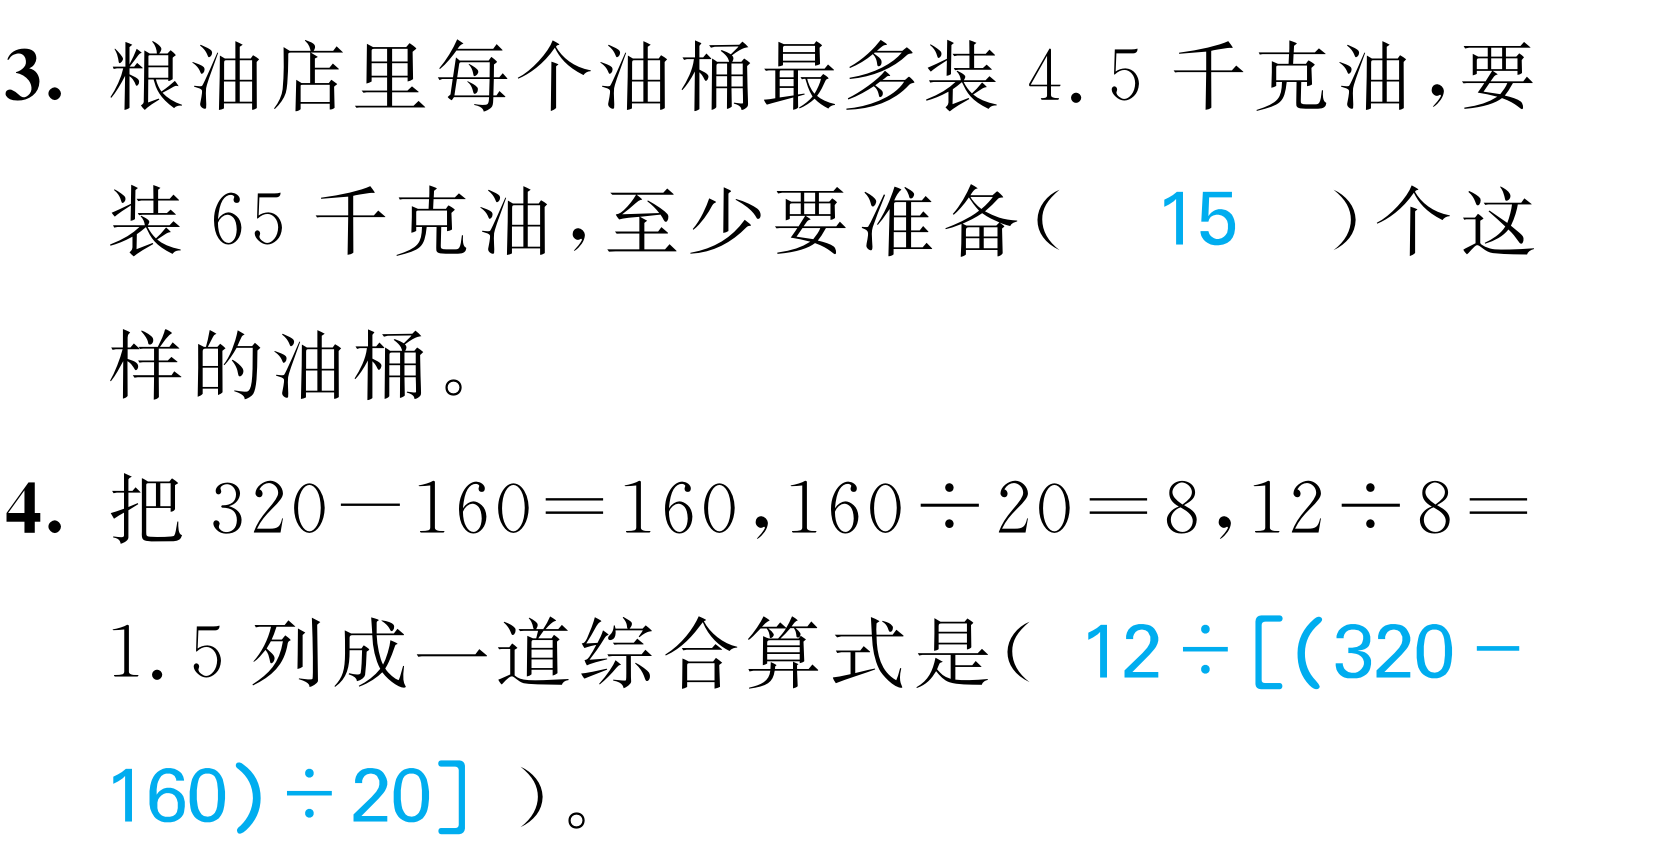 3. 粮油店里每个油桶最多装 4.5 千克油,要
装 65 千克油,至少要准备( 15 )个这
样的油桶。
4. 把 320-160=160,160÷20=8,12÷8=
1.5 列成一道综合算式是( 12÷[(320-
160)÷20] )。